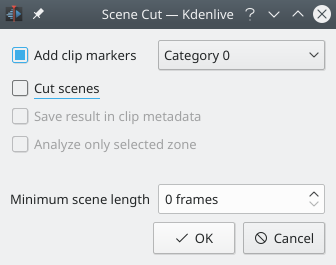 Scene Cut — Kdenlive
Add clip markers Category 0
Cut scenes
Save result in clip metadata
Analyze only selected zone
Minimum scene length 0 frames
OK Cancel